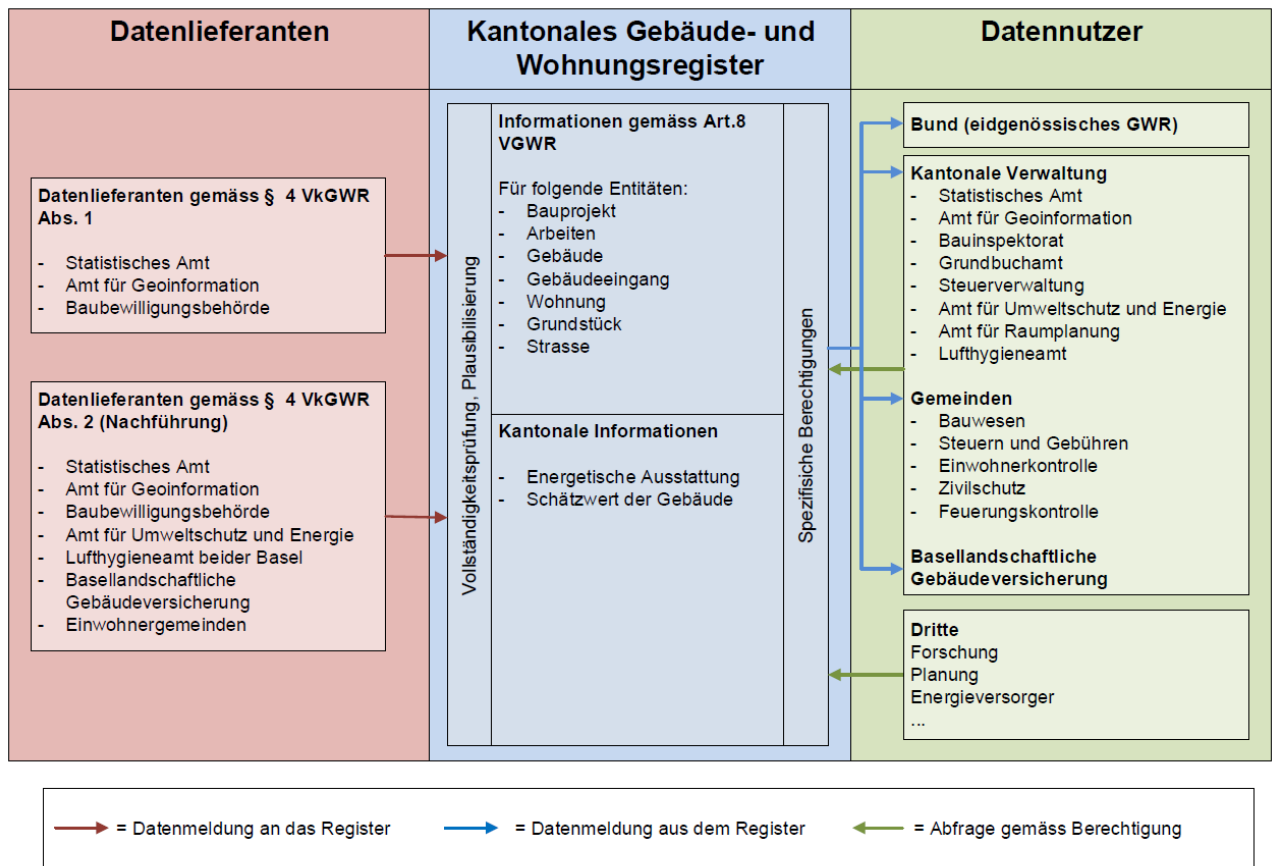 Datenlieferanten
Kantonales Gebäude- und
Wohnungsregister
Datennutzer
Datenlieferanten gemäss § 4 VkGWR
Abs. 1
- Statistisches Amt
- Amt für Geoinformation
- Baubewilligungsbehörde
Datenlieferanten gemäss § 4 VkGWR
Abs. 2 (Nachführung)
- Statistisches Amt
- Amt für Geoinformation
- Baubewilligungsbehörde
- Amt für Umweltschutz und Energie
- Lufthygieneamt beider Basel
- Basellandschaftliche
Gebäudeversicherung
- Einwohnergemeinden
Vollständigkeitsprüfung, Plausibilisierung
Informationen gemäss Art.8
VGWR
Für folgende Entitäten:
- Bauprojekt
- Arbeiten
- Gebäude
- Gebäudeeingang
- Wohnung
- Grundstück
- Strasse
Kantonale Informationen
- Energetische Ausstattung
- Schätzwert der Gebäude
Spezifisiche Berechtigungen
Bund (eidgenössisches GWR)
Kantonale Verwaltung
- Statistisches Amt
- Amt für Geoinformation
- Bauinspektorat
- Grundbuchamt
- Steuerverwaltung
- Amt für Umweltschutz und Energie
- Amt für Raumplanung
- Lufthygieneamt
Gemeinden
- Bauwesen
- Steuern und Gebühren
- Einwohnerkontrolle
- Zivilschutz
- Feuerungskontrolle
Basellandschaftliche
Gebäudeversicherung
Dritte
Forschung
Planung
Energieversorger
...
= Datenmeldung an das Register
= Datenmeldung aus dem Register
= Abfrage gemäss Berechtigung